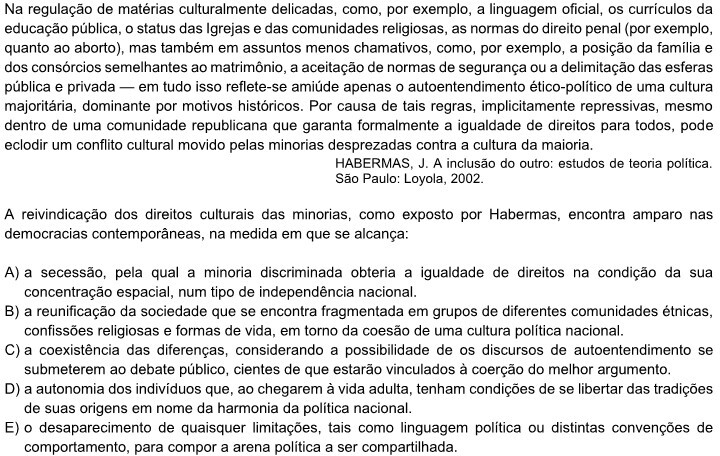 Na regulação de matérias culturalmente delicadas, como, por exemplo, a linguagem oficial, os currículos da
educação pública, o status das Igrejas e das comunidades religiosas, as normas do direito penal (por exemplo,
quanto ao aborto), mas também em assuntos menos chamativos, como, por exemplo, a posição da família e
dos consórcios semelhantes ao matrimônio, a aceitação de normas de segurança ou a delimitação das esferas
pública e privada — em tudo isso reflete-se amiúde apenas o autoentendimento ético-político de uma cultura
majoritária, dominante por motivos históricos. Por causa de tais regras, implicitamente repressivas, mesmo
dentro de uma comunidade republicana que garanta formalmente a igualdade de direitos para todos, pode
eclodir um conflito cultural movido pelas minorias desprezadas contra a cultura da maioria.
HABERMAS, J. A inclusão do outro: estudos de teoria política.
São Paulo: Loyola, 2002.
A reivindicação dos direitos culturais das minorias, como exposto por Habermas, encontra amparo nas
democracias contemporâneas, na medida em que se alcança:
A) a secessão, pela qual a minoria discriminada obteria a igualdade de direitos na condição da sua
concentração espacial, num tipo de independência nacional.
B) a reunificação da sociedade que se encontra fragmentada em grupos de diferentes comunidades étnicas,
confissões religiosas e formas de vida, em torno da coesão de uma cultura política nacional.
C) a coexistência das diferenças, considerando a possibilidade de os discursos de autoentendimento se
submeterem ao debate público, cientes de que estarão vinculados à coerção do melhor argumento.
D) a autonomia dos indivíduos que, ao chegarem à vida adulta, tenham condições de se libertar das tradições
de suas origens em nome da harmonia da política nacional.
E) o desaparecimento de quaisquer limitações, tais como linguagem política ou distintas convenções de
comportamento, para compor a arena política a ser compartilhada.